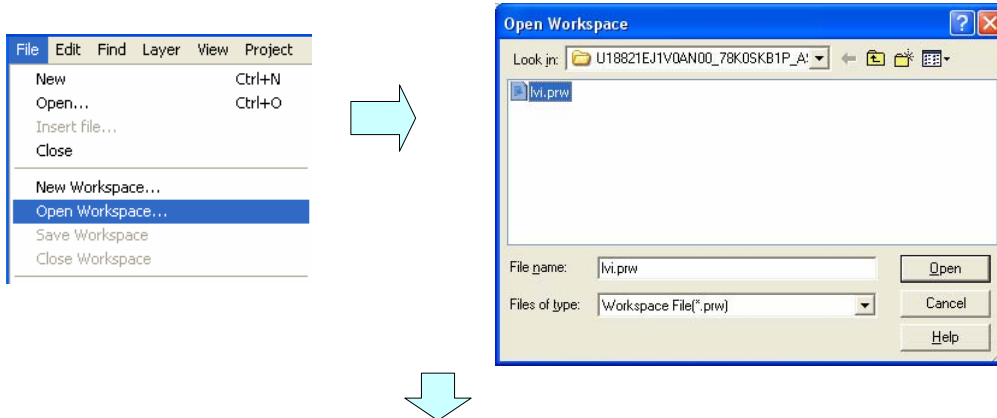 File Edit Find Layer View Project
New Ctrl+N
Open... Ctrl+O
Insert file...
Close
New Workspace...
Open Workspace...
Save Workspace
Close Workspace
Open Workspace
Look in: U18821EJ1V0AN00_78K0SKB1P_A
lvi.prw
File name: lvi.prw Open
Files of type: Workspace File(*.prw) Cancel
Help